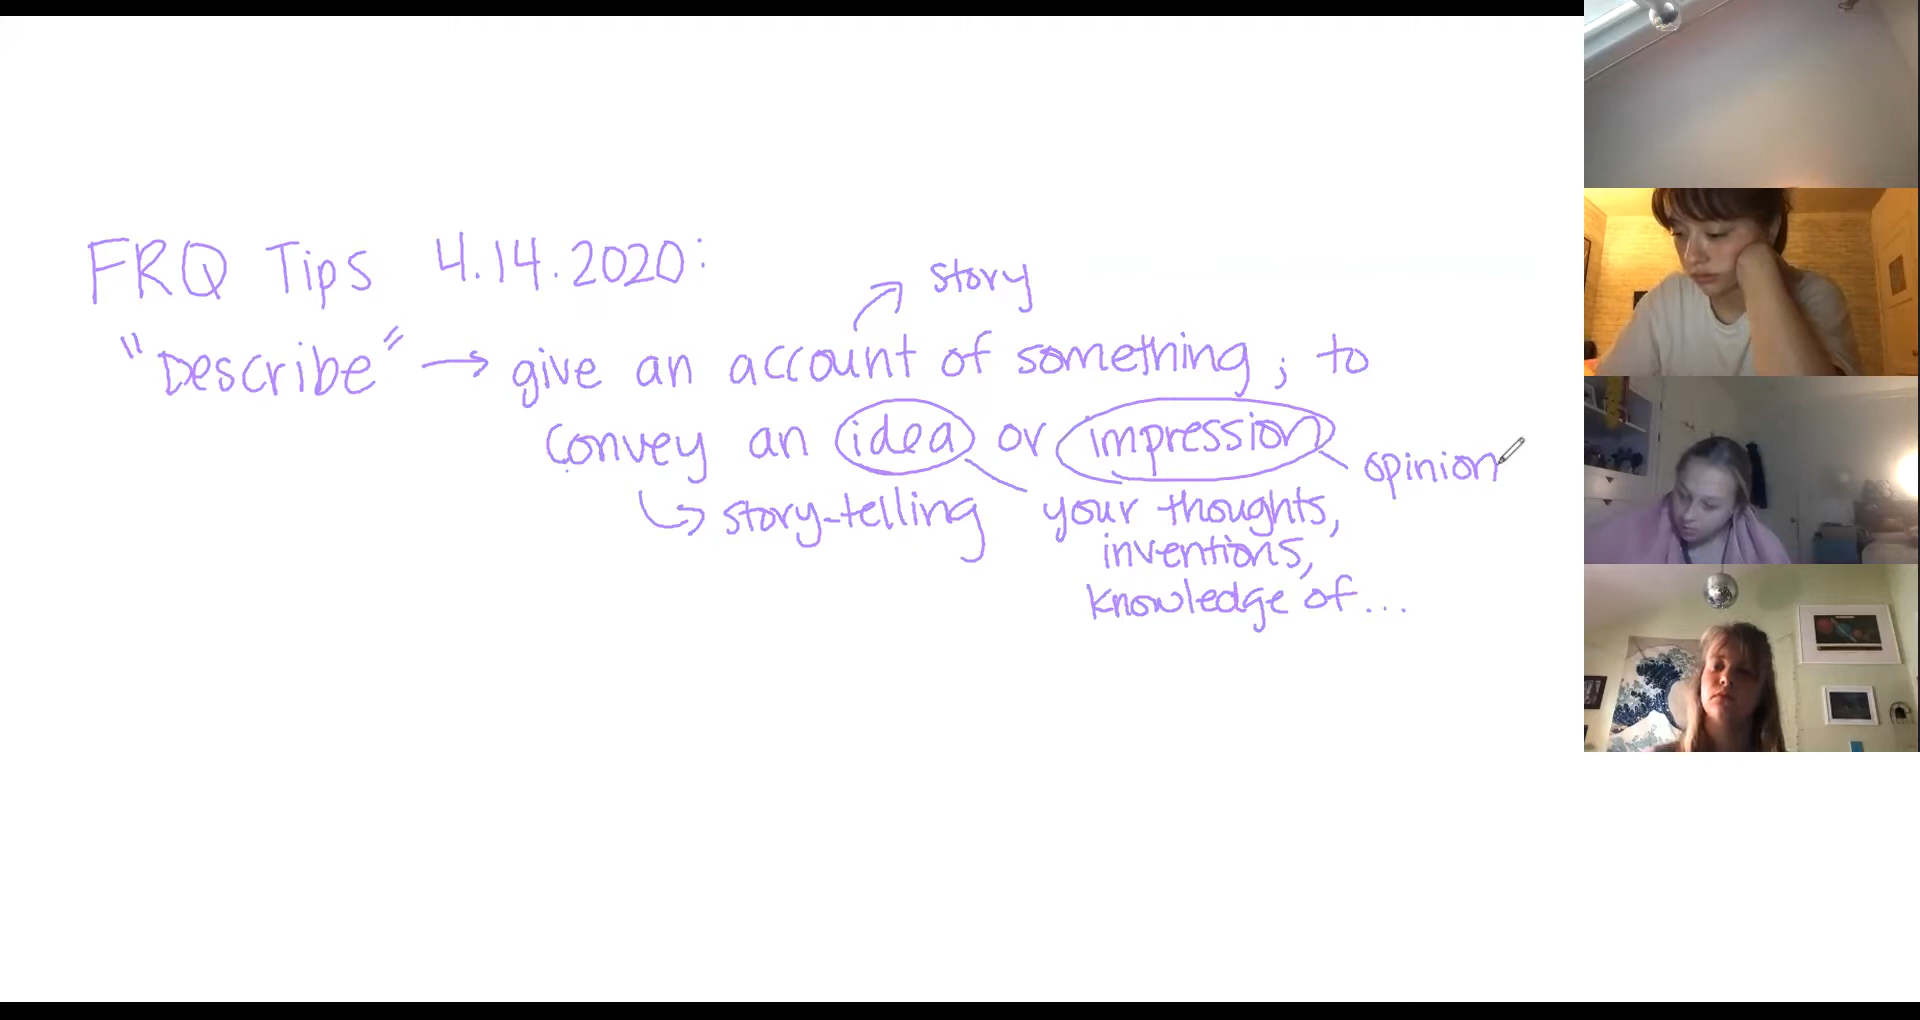 FRQ Tips 4.14.2020:
story
"Describe" → give an account of something; to
convey an idea or impression
opinion
↳ story-telling
your thoughts,
inventions,
knowledge of...